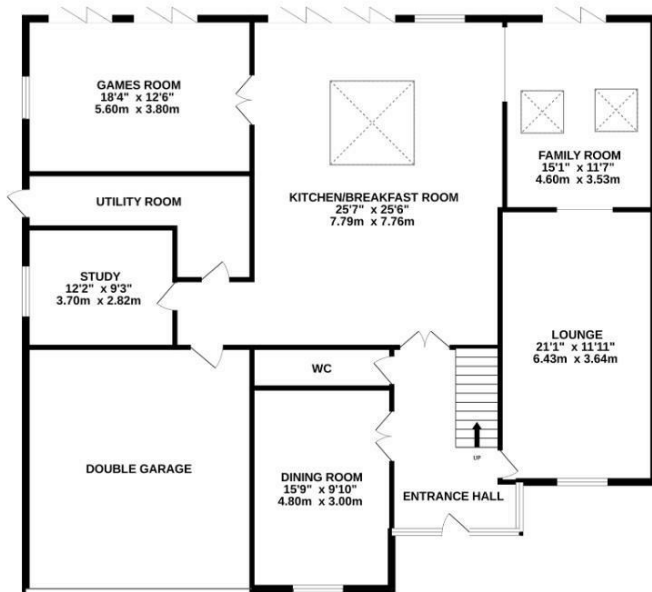 GAMES ROOM
18'4" x 12'6"
5.60m x 3.80m
FAMILY ROOM
15'1" x 11'7"
4.60m x 3.53m
UTILITY ROOM
KITCHEN/BREAKFAST ROOM
25'7" x 25'6"
7.79m x 7.76m
STUDY
12'2" x 9'3"
3.70m x 2.82m
LOUNGE
21'1" x 11'11"
6.43m x 3.64m
WC
DOUBLE GARAGE
UP
DINING ROOM
15'9" x 9'10"
4.80m x 3.00m
ENTRANCE HALL